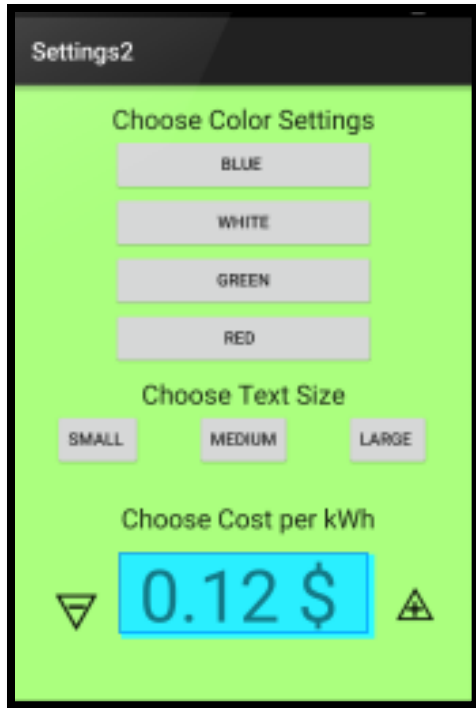 Settings2
Choose Color Settings
BLUE
WHITE
GREEN
RED
Choose Text Size
SMALL MEDIUM LARGE
Choose Cost per kWh
0.12 $